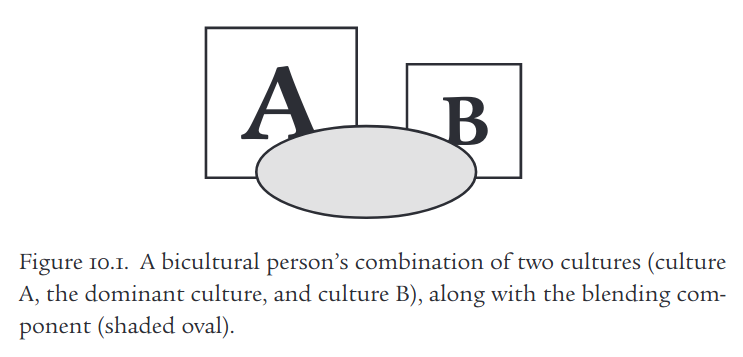 A
B
Figure 10.1. A bicultural person’s combination of two cultures (culture
A, the dominant culture, and culture B), along with the blending com-
ponent (shaded oval).